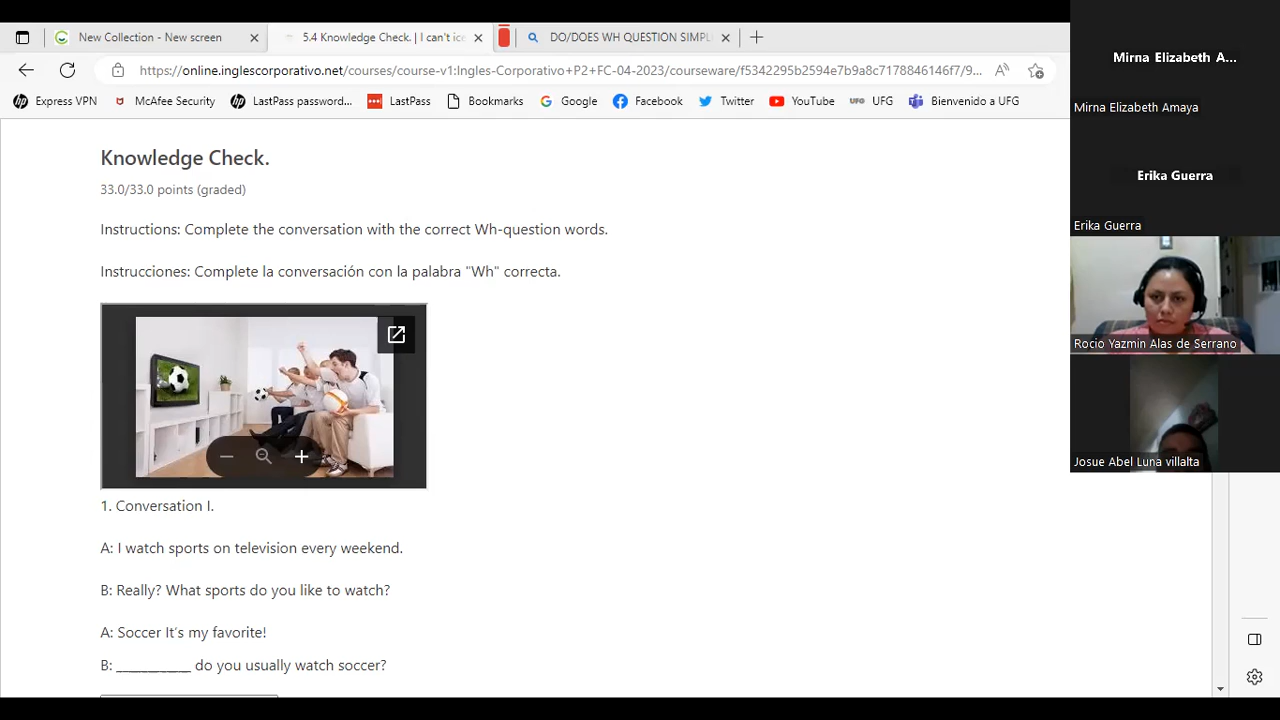 New Collection - New screen
5.4 Knowledge Check. | I can't ice
DO/DOES WH QUESTION SIMPL
https://online.inglescorporativo.net/courses/course-v1:Ingles-Corporativo+P2+FC-04-2023/courseware/f5342295b2594e7b9a8c7178846146f7/9...
Express VPN
McAfee Security
LastPass password...
LastPass
Bookmarks
Google
Facebook
Twitter
YouTube
UFG
UFG
Bienvenido a UFG
Knowledge Check.
33.0/33.0 points (graded)
Instructions: Complete the conversation with the correct Wh-question words.
Instrucciones: Complete la conversación con la palabra "Wh" correcta.
1. Conversation I.
A: I watch sports on television every weekend.
B: Really? What sports do you like to watch?
A: Soccer It's my favorite!
B: ____________ do you usually watch soccer?
Mirna Elizabeth A...
Mirna Elizabeth Amaya
Erika Guerra
Erika Guerra
Rocio Yazmin Alas de Serrano
Josue Abel Luna villalta